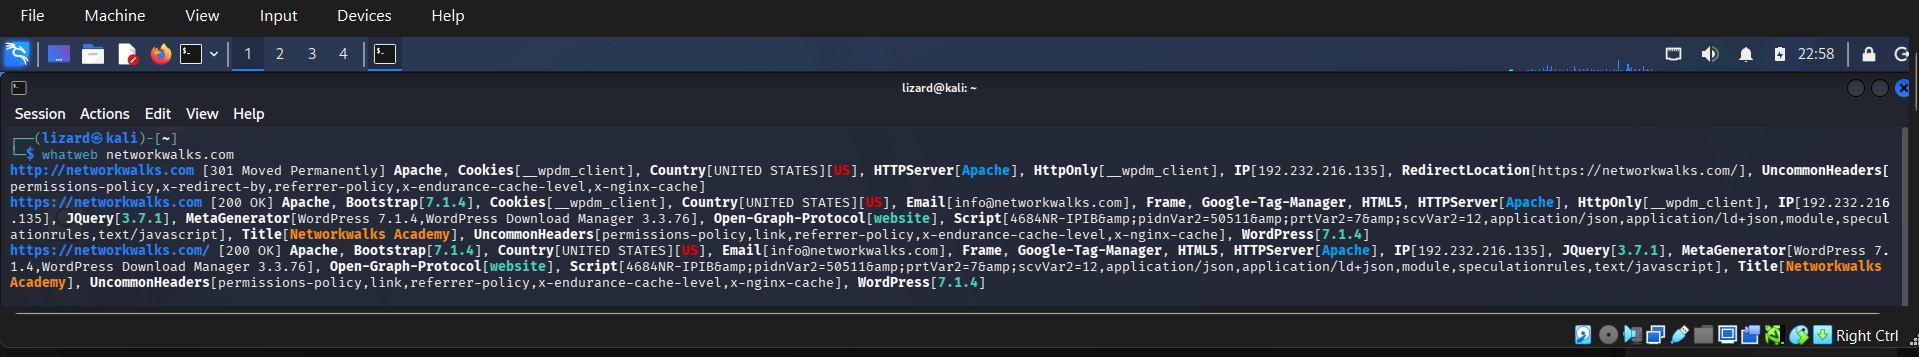 File Machine View Input Devices Help
1 2 3 4 22:58
lizard@kali: ~
Session Actions Edit View Help
(lizard㉿kali)-[~]
$ whatweb networkwalks.com
http://networkwalks.com [301 Moved Permanently] Apache, Cookies[__wpdm_client], Country[UNITED STATES][US], HTTPServer[Apache], HttpOnly[__wpdm_client], IP[192.232.216.135], RedirectLocation[https://networkwalks.com/], UncommonHeaders[
permissions-policy,x-redirect-by,referrer-policy,x-endurance-cache-level,x-nginx-cache]
https://networkwalks.com [200 OK] Apache, Bootstrap[7.1.4], Cookies[__wpdm_client], Country[UNITED STATES][US], Email[info@networkwalks.com], Frame, Google-Tag-Manager, HTML5, HTTPServer[Apache], HttpOnly[__wpdm_client], IP[192.232.216
.135], JQuery[3.7.1], MetaGenerator[WordPress 7.1.4,WordPress Download Manager 3.3.76], Open-Graph-Protocol[website], Script[4684NR-IPIB&amp;pidnVar2=50511&amp;prtVar2=7&amp;scvVar2=12,application/json,application/ld+json,module,specul
ationrules,text/javascript], Title[Networkwalks Academy], UncommonHeaders[permissions-policy,link,referrer-policy,x-endurance-cache-level,x-nginx-cache], WordPress[7.1.4]
https://networkwalks.com/ [200 OK] Apache, Bootstrap[7.1.4], Country[UNITED STATES][US], Email[info@networkwalks.com], Frame, Google-Tag-Manager, HTML5, HTTPServer[Apache], IP[192.232.216.135], JQuery[3.7.1], MetaGenerator[WordPress 7.
1.4,WordPress Download Manager 3.3.76], Open-Graph-Protocol[website], Script[4684NR-IPIB&amp;pidnVar2=50511&amp;prtVar2=7&amp;scvVar2=12,application/json,application/ld+json,module,speculationrules,text/javascript], Title[Networkwalks
Academy], UncommonHeaders[permissions-policy,link,referrer-policy,x-endurance-cache-level,x-nginx-cache], WordPress[7.1.4]
Right Ctrl